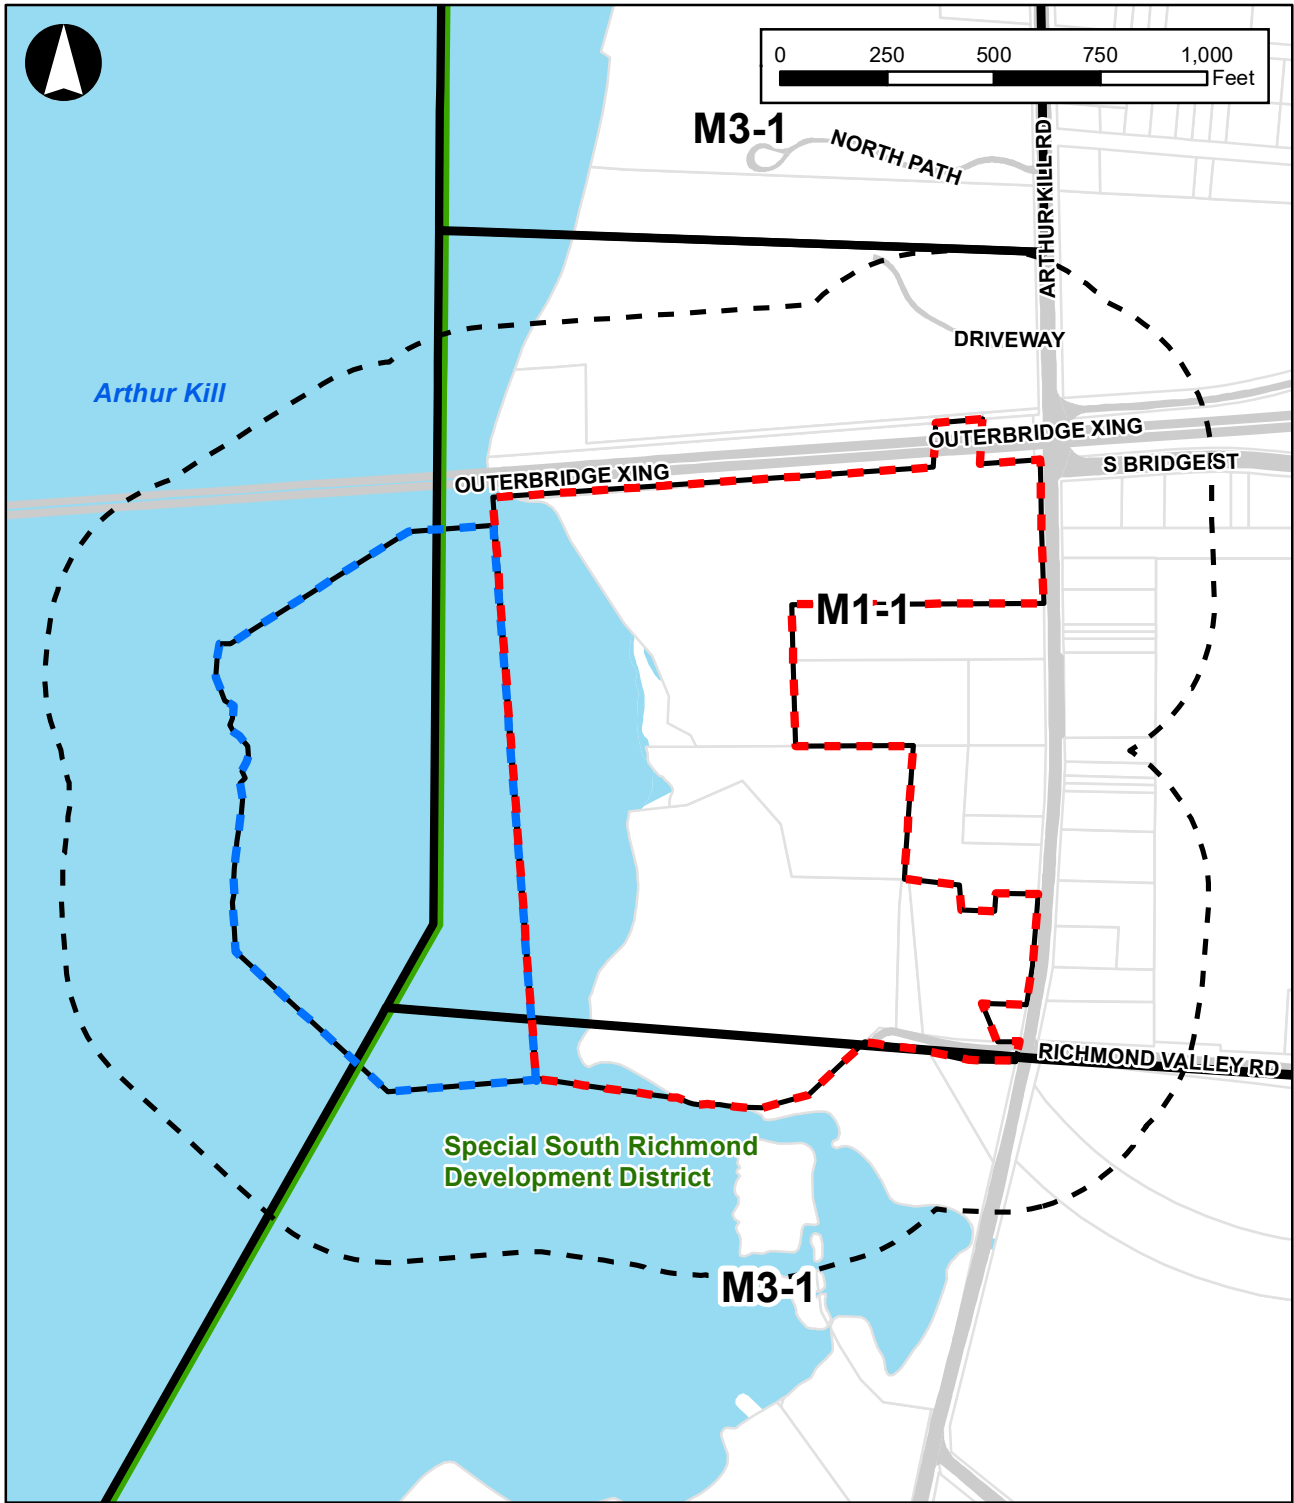 0 250 500 750 1,000
Feet
M3-1
NORTH PATH
ARTHUR KILL RD
DRIVEWAY
Arthur Kill
OUTERBRIDGE XING
S BRIDGE ST
OUTERBRIDGE XING
M1-1
RICHMOND VALLEY RD
Special South Richmond
Development District
M3-1